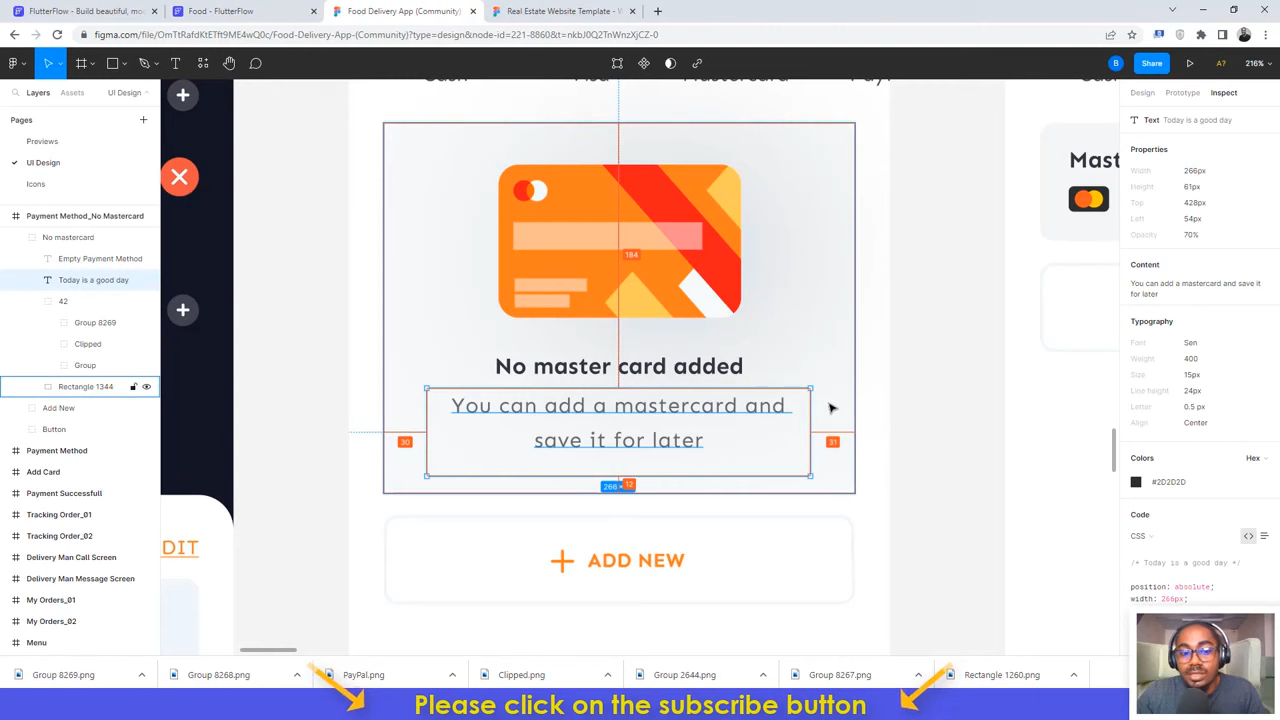 FlutterFlow - Build beautiful, mo
Food - FlutterFlow
Food Delivery App (Community)
Real Estate Website Template - W
figma.com/file/OmTtRafdKtETft9ME4wQ0c/Food-Delivery-App-(Community)?type=design&node-id=221-8860&t=nkbJ0Q2TnWzXjCZ-0
Share
A?
216%
Layers
Assets
UI Design
Pages
Previews
UI Design
Icons
Payment Method_No Mastercard
No mastercard
Empty Payment Method
Today is a good day
42
Group 8269
Clipped
Group
Rectangle 1344
Add New
Button
Payment Method
Add Card
Payment Successfull
Tracking Order_01
Tracking Order_02
Delivery Man Call Screen
Delivery Man Message Screen
My Orders_01
My Orders_02
Menu
DIT
184
No master card added
You can add a mastercard and
save it for later
30
31
12
ADD NEW
Mast
B
Design
Prototype
Inspect
Text Today is a good day
Properties
Width 266px
Height 61px
Top 428px
Left 54px
Opacity 70%
Content
You can add a mastercard and save it
for later
Typography
Font Sen
Weight 400
Size 15px
Line height 24px
Letter 0.5 px
Align Center
Colors
Hex
#2D2D2D
Code
CSS
/* Today is a good day */
position: absolute;
width: 266px;
Group 8269.png
Group 8268.png
PayPal.png
Clipped.png
Group 2644.png
Group 8267.png
Rectangle 1260.png
Please click on the subscribe button